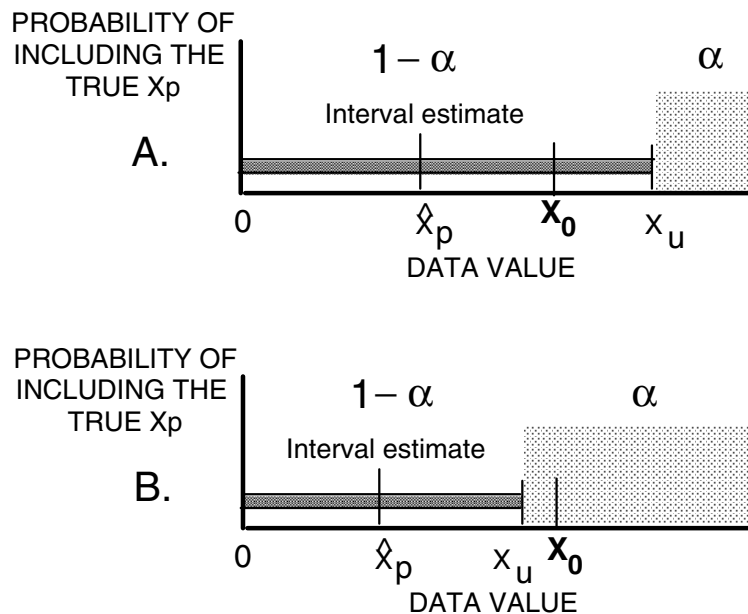 PROBABILITY OF
INCLUDING THE
TRUE Xp
1 – α
α
Interval estimate
A.
0
x̂p
X0
xu
DATA VALUE
PROBABILITY OF
INCLUDING THE
TRUE Xp
1 – α
α
Interval estimate
B.
0
x̂p
xu
X0
DATA VALUE